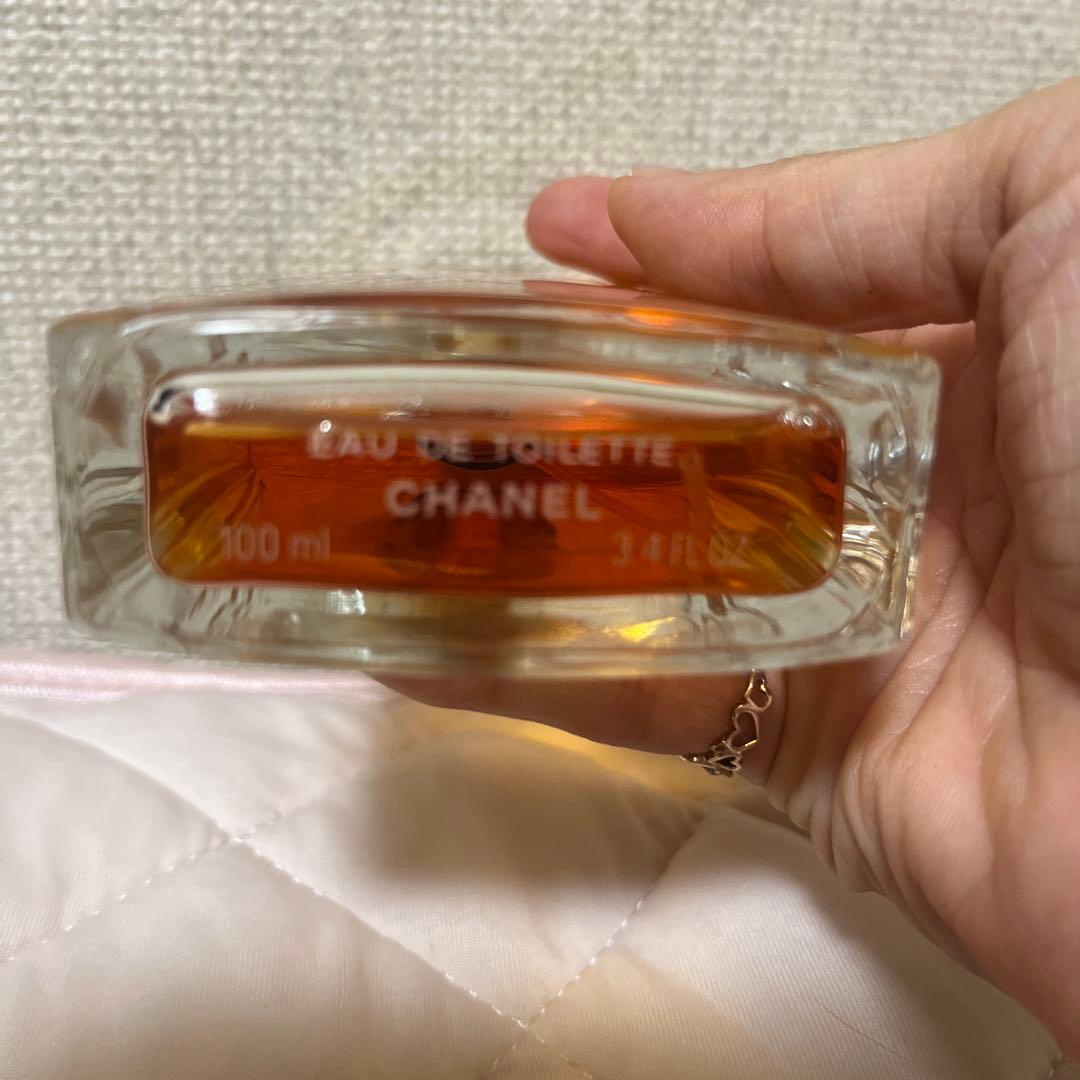 EAU DE TOILETTE
CHANEL
100 ml 3.4 FL OZ